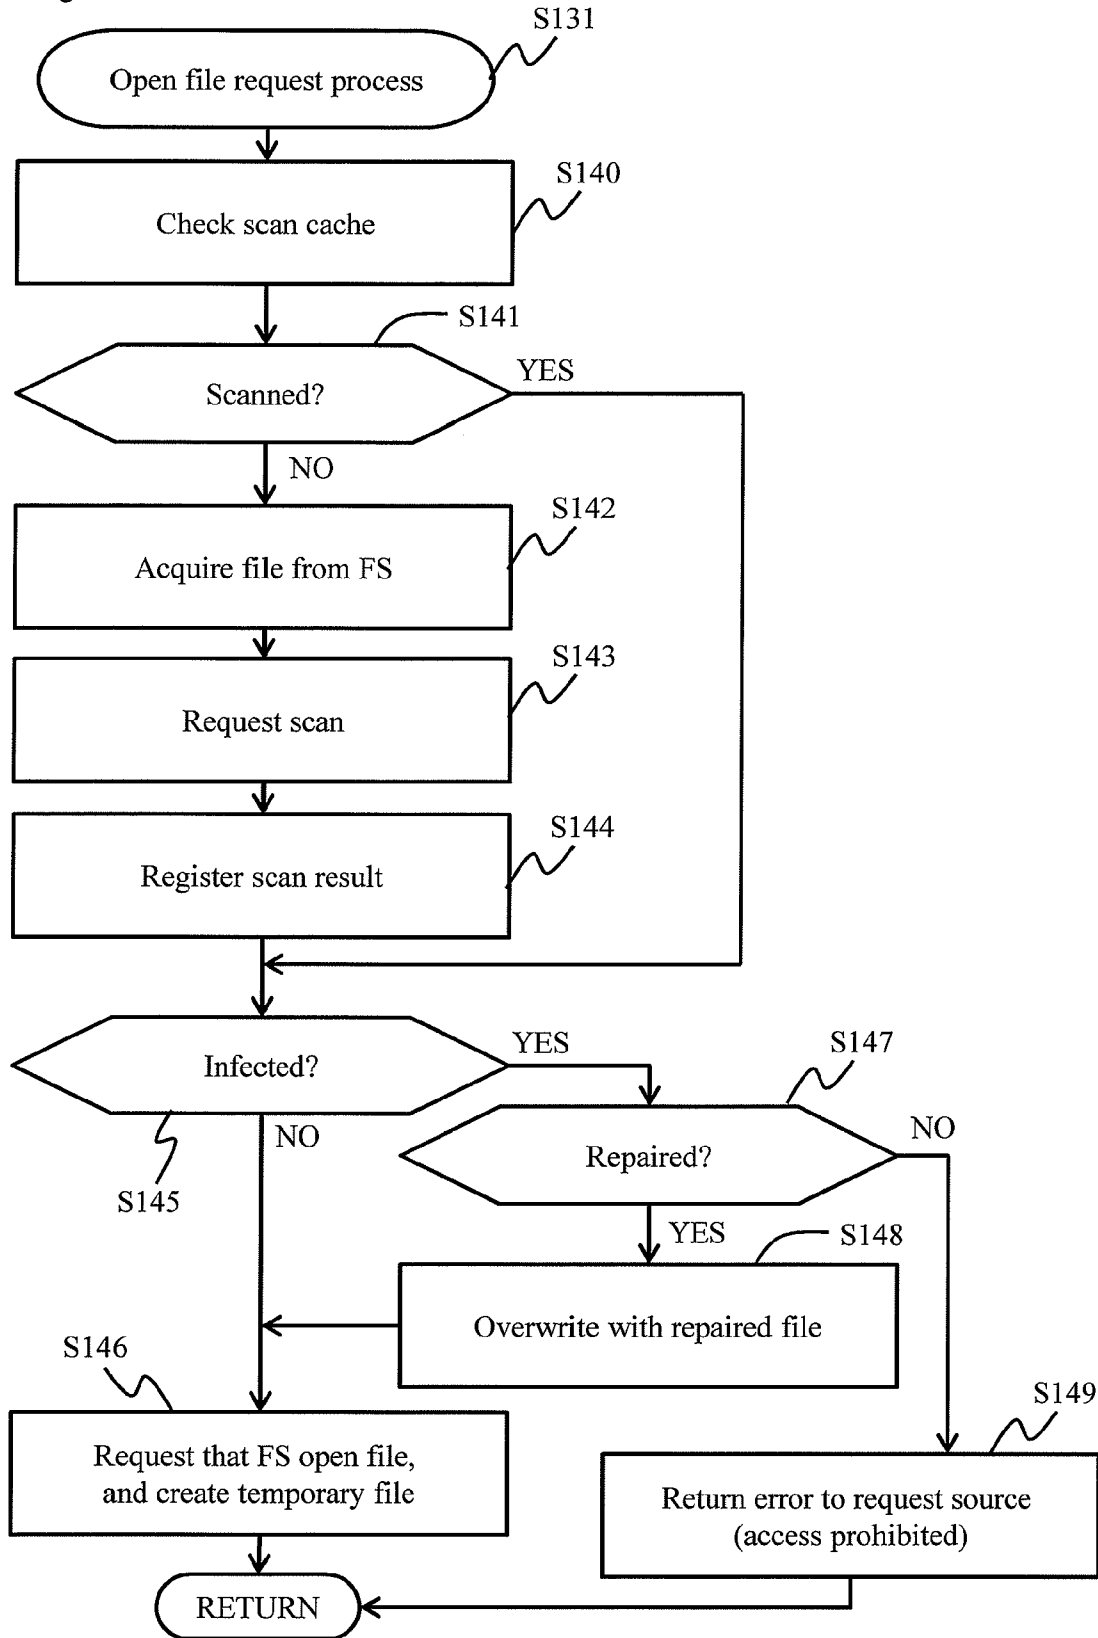 S131
Open file request process
S140
Check scan cache
S141
Scanned?
YES
NO
S142
Acquire file from FS
S143
Request scan
S144
Register scan result
Infected?
YES
S147
NO
S145
Repaired?
NO
YES
S148
Overwrite with repaired file
S146
Request that FS open file,
and create temporary file
S149
Return error to request source
(access prohibited)
RETURN